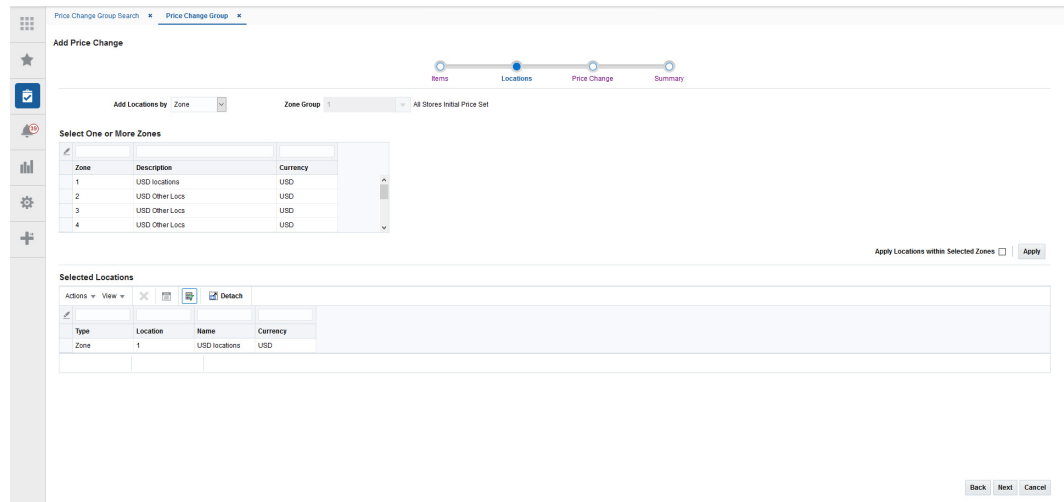 Price Change Group Search × Price Change Group ×
Add Price Change
Items Locations Price Change Summary
Add Locations by Zone Zone Group 1 All Stores Initial Price Set
39
Select One or More Zones
Zone Description Currency
1 USD locations USD
2 USD Other Locs USD
3 USD Other Locs USD
4 USD Other Locs USD
Apply Locations within Selected Zones Apply
Selected Locations
Actions View Detach
Type Location Name Currency
Zone 1 USD locations USD
Back Next Cancel